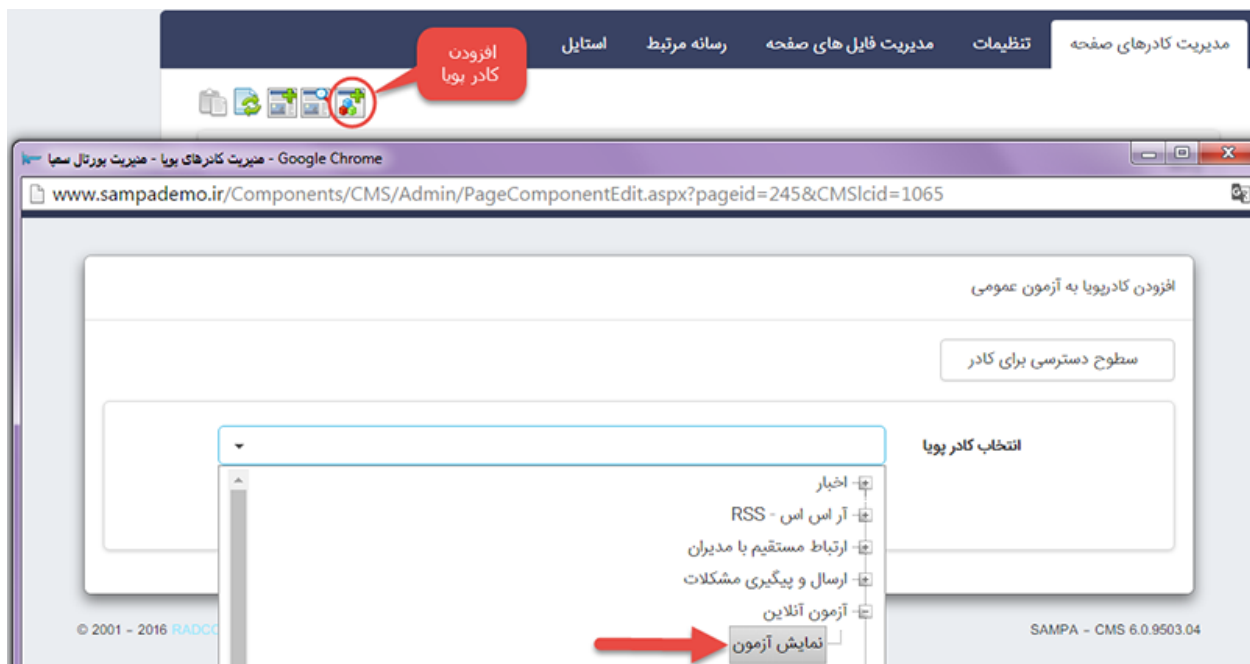 مدیریت کادرهای صفحه
تنظیمات
مدیریت فایل های صفحه
رسانه مرتبط
استایل
افزودن
کادر پویا
مدیریت کادرهای پویا - مدیریت پورتال سمپا - Google Chrome
www.sampademo.ir/Components/CMS/Admin/PageComponentEdit.aspx?pageid=245&CMSlcid=1065
افزودن کادرپویا به آزمون عمومی
سطوح دسترسی برای کادر
انتخاب کادر پویا
اخبار
آر اس اس - RSS
ارتباط مستقیم با مدیران
ارسال و پیگیری مشکلات
آزمون آنلاین
نمایش آزمون
© 2001 - 2016 RADCO
SAMPA - CMS 6.0.9503.04